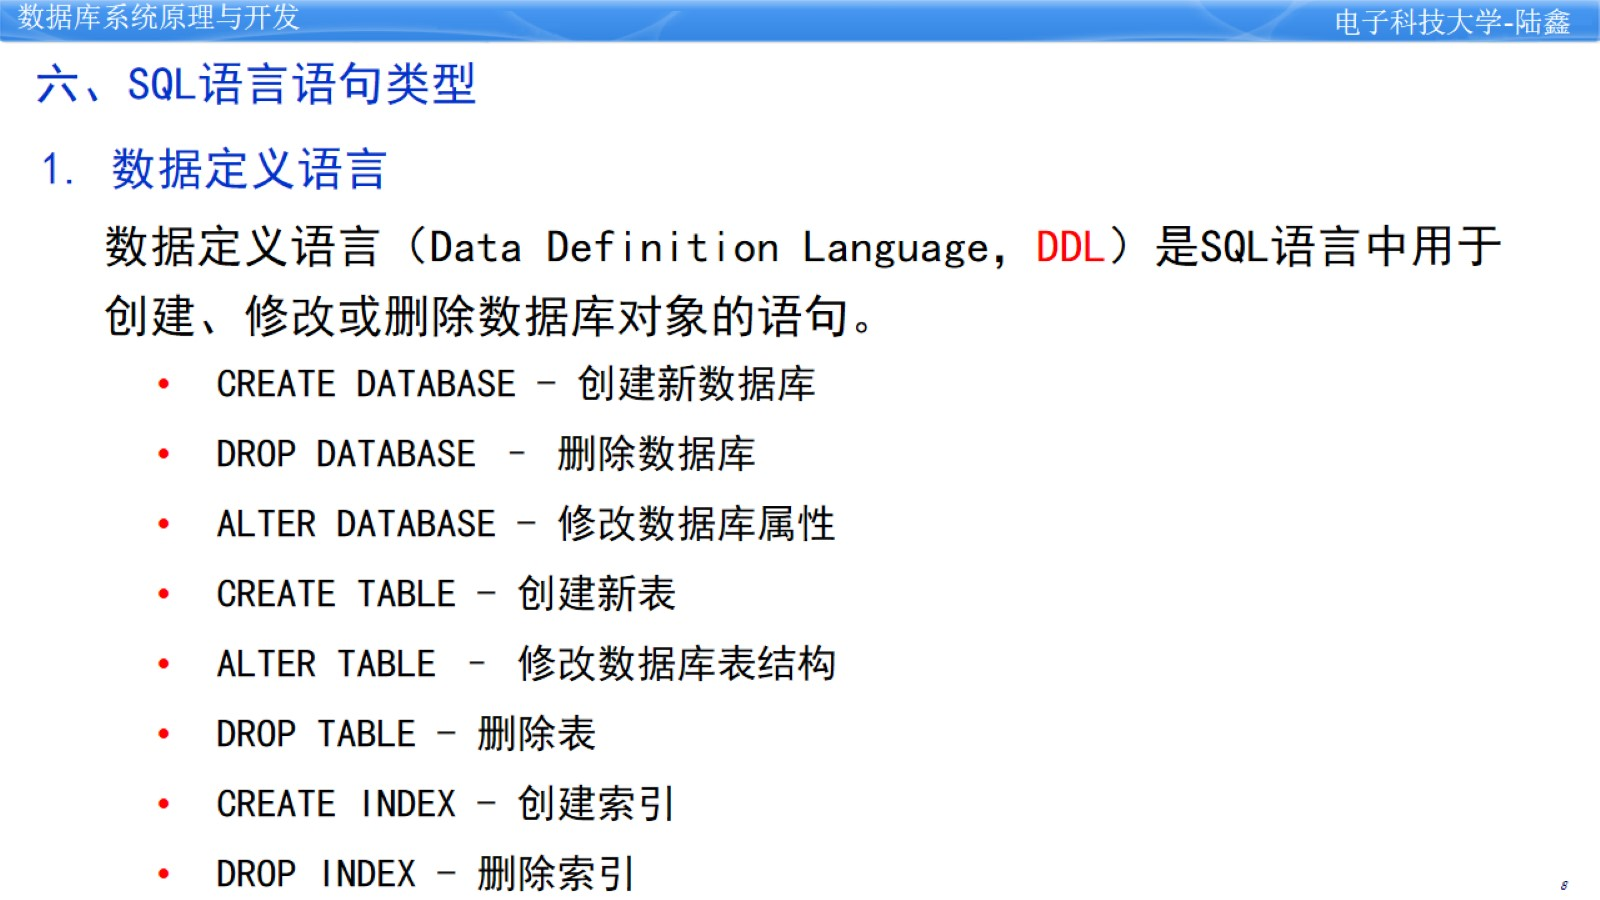 数据库系统原理与开发
电子科技大学-陆鑫
六、SQL语言语句类型
1. 数据定义语言
数据定义语言（Data Definition Language，DDL）是SQL语言中用于
创建、修改或删除数据库对象的语句。
• CREATE DATABASE – 创建新数据库
• DROP DATABASE – 删除数据库
• ALTER DATABASE – 修改数据库属性
• CREATE TABLE – 创建新表
• ALTER TABLE – 修改数据库表结构
• DROP TABLE – 删除表
• CREATE INDEX – 创建索引
• DROP INDEX – 删除索引
8